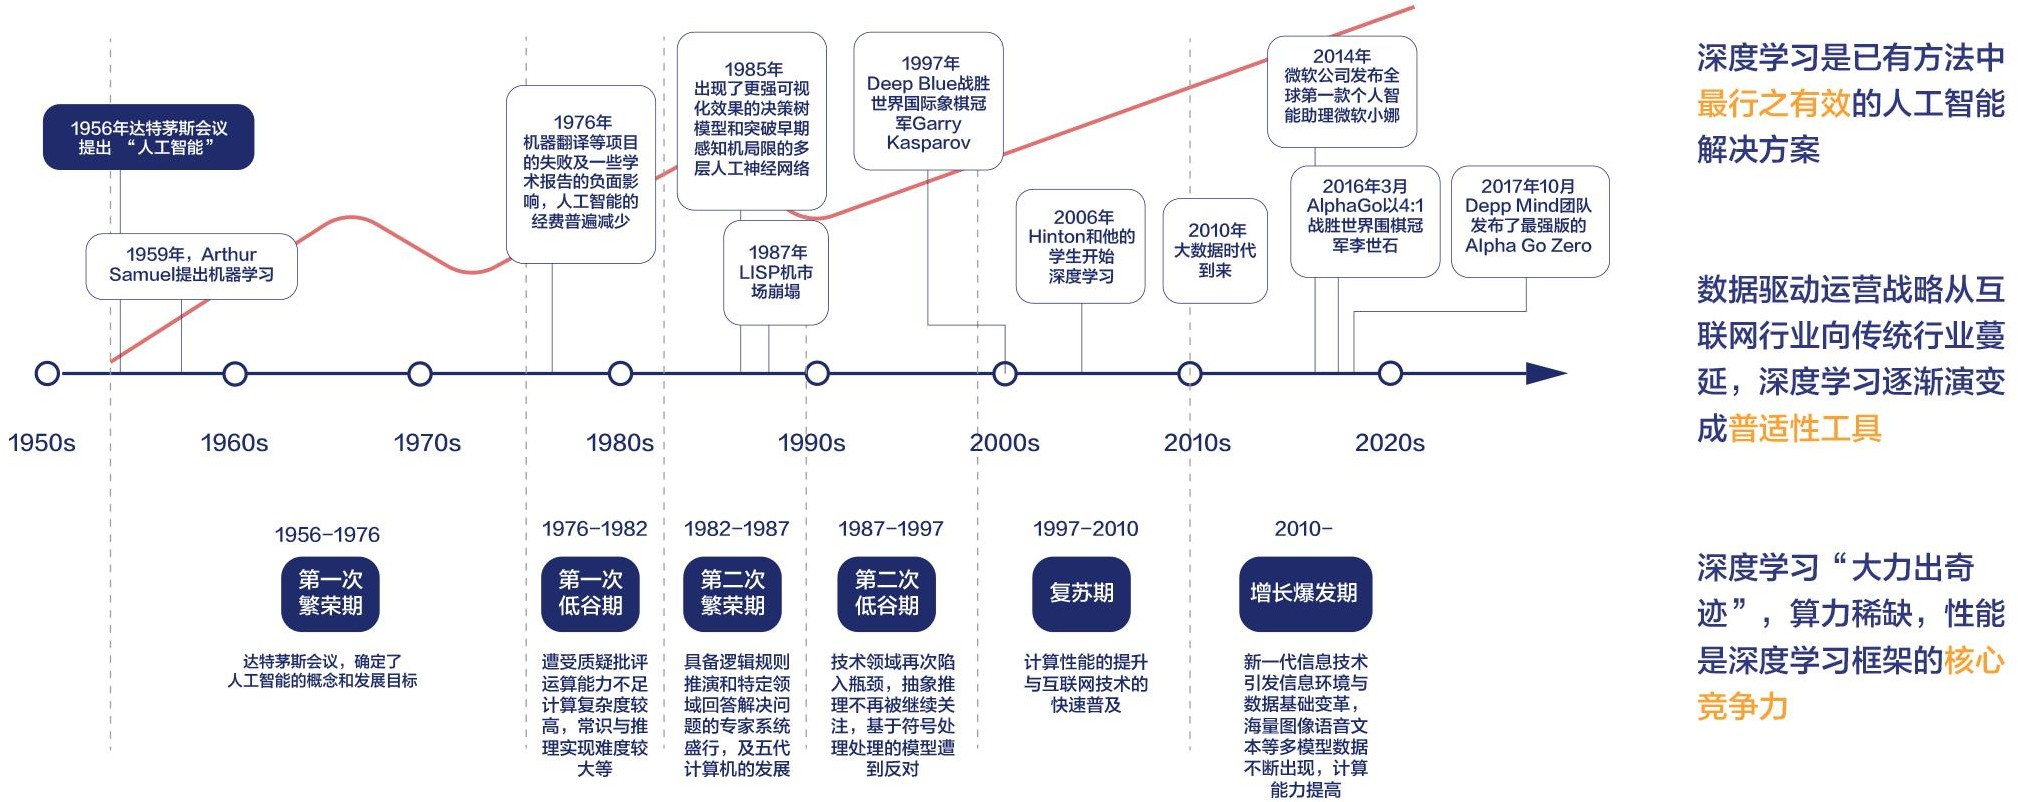 1956年达特茅斯会议
提出 “人工智能”
1959年，Arthur
Samuel提出机器学习
1976年
机器翻译等项目
的失败及一些学
术报告的负面影
响，人工智能的
经费普遍减少
1985年
出现了更强可视
化效果的决策树
模型和突破早期
感知机局限的多
层人工神经网络
1987年
LISP机市
场崩塌
1997年
Deep Blue战胜
世界国际象棋冠
军Garry
Kasparov
2006年
Hinton和他的
学生开始
深度学习
2010年
大数据时代
到来
2014年
微软公司发布全
球第一款个人智
能助理微软小娜
2016年3月
AlphaGo以4:1
战胜世界围棋冠
军李世石
2017年10月
Depp Mind团队
发布了最强版的
Alpha Go Zero
1950s
1960s
1970s
1980s
1990s
2000s
2010s
2020s
1956-1976
第一次
繁荣期
达特茅斯会议，确定了
人工智能的概念和发展目标
1976-1982
第一次
低谷期
遭受质疑批评
运算能力不足
计算复杂度较
高，常识与推
理实现难度较
大等
1982-1987
第二次
繁荣期
具备逻辑规则
推演和特定领
域回答解决问
题的专家系统
盛行，及五代
计算机的发展
1987-1997
第二次
低谷期
技术领域再次陷
入瓶颈，抽象推
理不再被继续关
注，基于符号处
理处理的模型遭
到反对
1997-2010
复苏期
计算性能的提升
与互联网技术的
快速普及
2010-
增长爆发期
新一代信息技术
引发信息环境与
数据基础变革，
海量图像语音文
本等多模型数据
不断出现，计算
能力提高
深度学习是已有方法中
最行之有效的人工智能
解决方案
数据驱动运营战略从互
联网行业向传统行业蔓
延，深度学习逐渐演变
成普适性工具
深度学习“大力出奇
迹”，算力稀缺，性能
是深度学习框架的核心
竞争力